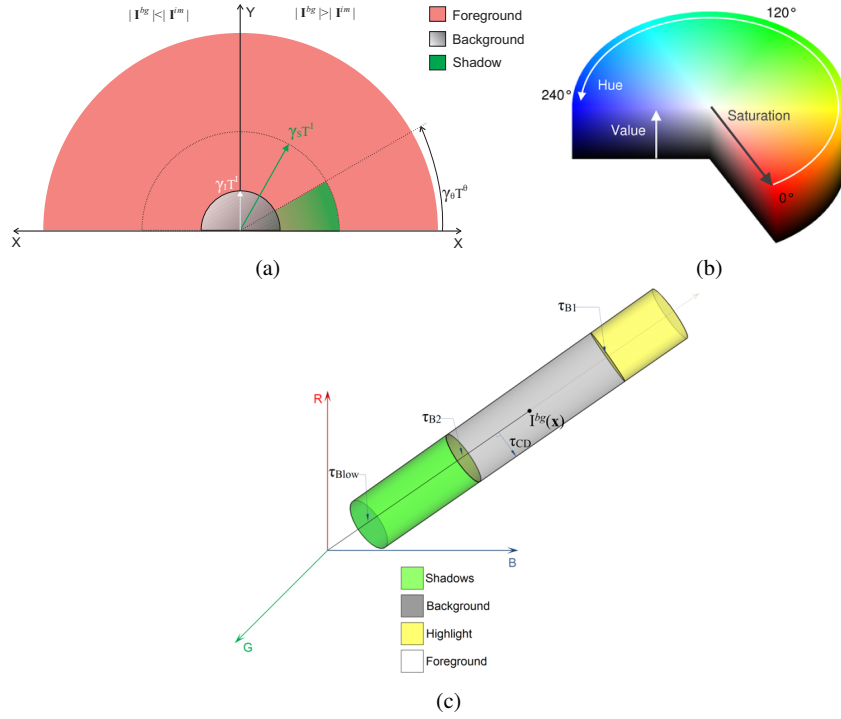 | I^bg |<| I^im |
Y
| I^bg |>| I^im |
Foreground
Background
Shadow
γ_S T^I
γ_I T^I
γ_θ T^θ
X
X
(a)
120°
240°
Hue
Value
Saturation
0°
(b)
τ_B1
R
τ_B2
I^bg(x)
τ_CD
τ_Blow
B
G
Shadows
Background
Highlight
Foreground
(c)